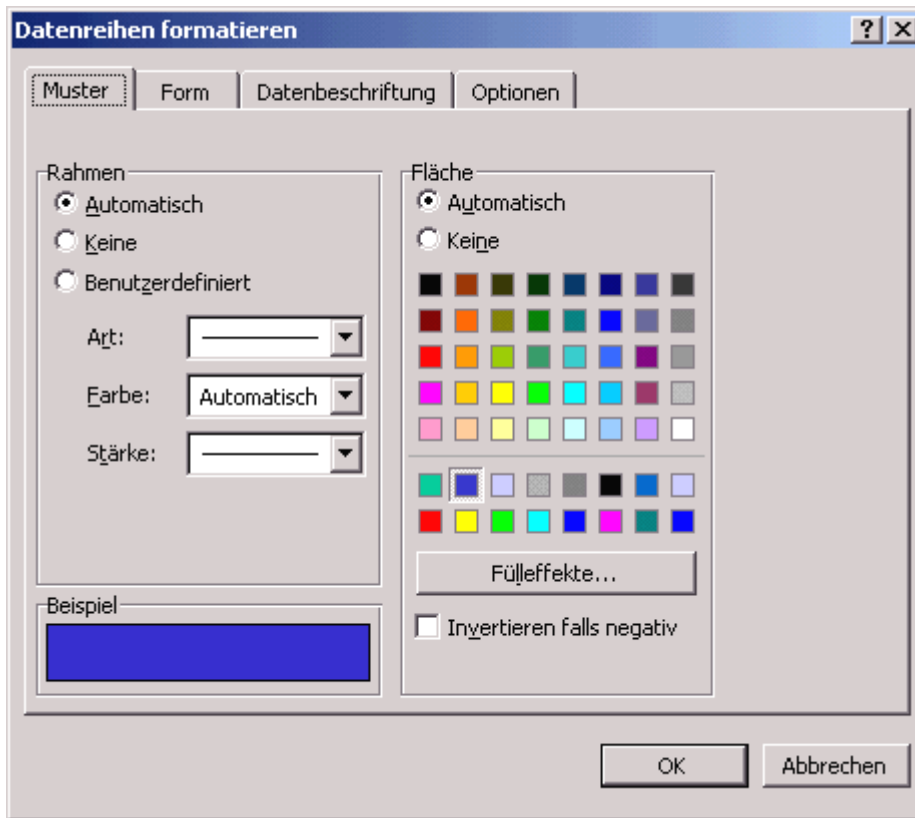 Datenreihen formatieren
Muster Form Datenbeschriftung Optionen
Rahmen
Automatisch
Keine
Benutzerdefiniert
Art:
Farbe: Automatisch
Stärke:
Beispiel
Fläche
Automatisch
Keine
Fülleffekte...
Invertieren falls negativ
OK Abbrechen